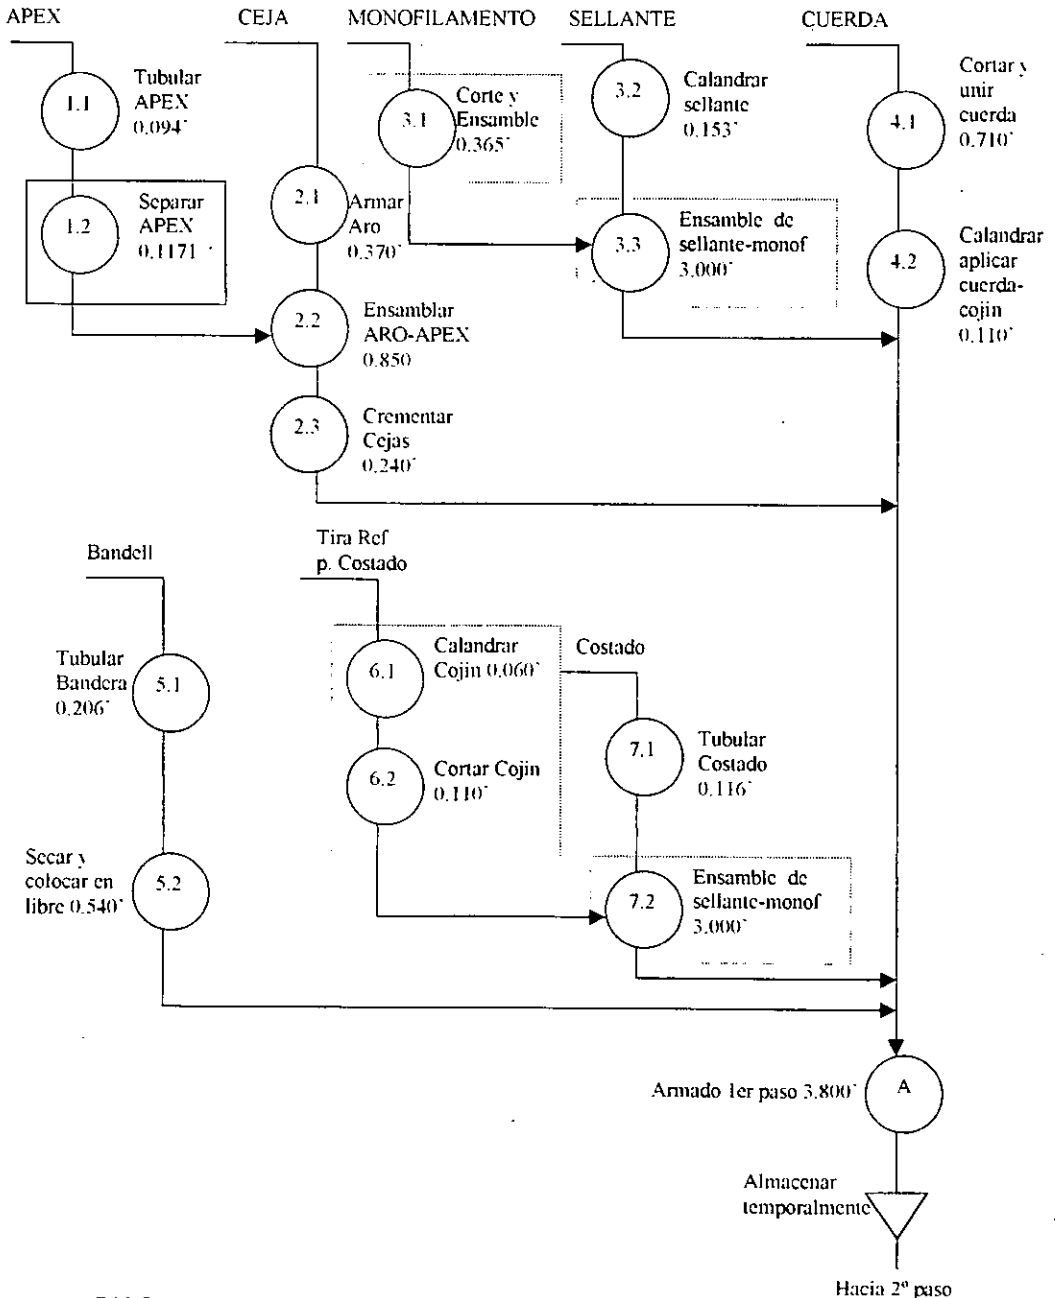 APEX
CEJA
MONOFILAMENTO
SELLANTE
CUERDA
1.1
Tubular
APEX
0.094'
1.2
Separar
APEX
0.1171
2.1
Armar
Aro
0.370'
2.2
Ensamblar
ARO-APEX
0.850
2.3
Crementar
Cejas
0.240'
3.1
Corte y
Ensamble
0.365'
3.2
Calandrar
sellante
0.153'
3.3
Ensamble de
sellante-monof
3.000'
4.1
Cortar y
unir
cuerda
0.710'
4.2
Calandrar
aplicar
cuerda-
cojin
0.110'
Bandell
Tubular
Bandera
0.206'
5.1
Secar y
colocar en
libre 0.540'
5.2
Tira Ref
p. Costado
6.1
Calandrar
Cojin 0.060'
6.2
Cortar Cojin
0.110'
Costado
7.1
Tubular
Costado
0.116'
7.2
Ensamble de
sellante-monof
3.000'
Armado 1er paso 3.800'
A
Almacenar
temporalmente
Hacia 2º paso